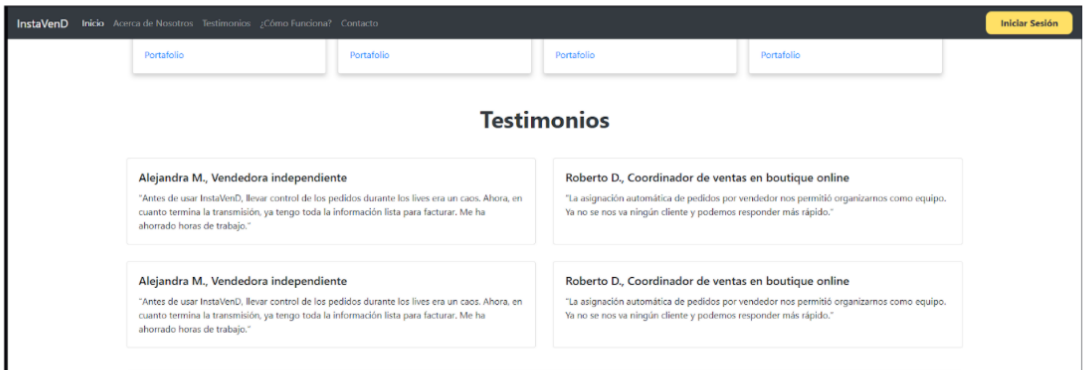 InstaVenD Inicio Acerca de Nosotros Testimonios ¿Cómo Funciona? Contacto Iniciar Sesión
Portafolio Portafolio Portafolio Portafolio
Testimonios
Alejandra M., Vendedora independiente
"Antes de usar InstaVenD, llevar control de los pedidos durante los lives era un caos. Ahora, en
cuanto termina la transmisión, ya tengo toda la información lista para facturar. Me ha
ahorrado horas de trabajo."
Roberto D., Coordinador de ventas en boutique online
"La asignación automática de pedidos por vendedor nos permitió organizarnos como equipo.
Ya no se nos va ningún cliente y podemos responder más rápido."
Alejandra M., Vendedora independiente
"Antes de usar InstaVenD, llevar control de los pedidos durante los lives era un caos. Ahora, en
cuanto termina la transmisión, ya tengo toda la información lista para facturar. Me ha
ahorrado horas de trabajo."
Roberto D., Coordinador de ventas en boutique online
"La asignación automática de pedidos por vendedor nos permitió organizarnos como equipo.
Ya no se nos va ningún cliente y podemos responder más rápido."